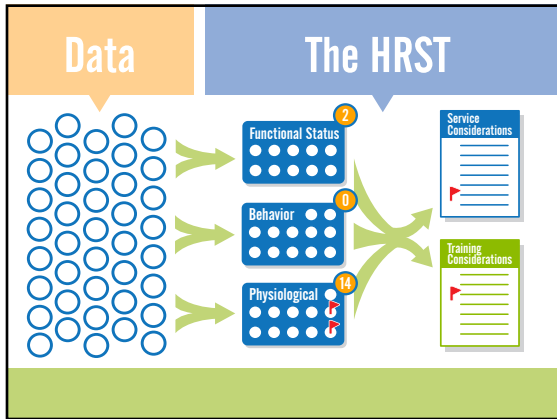 Data
The HRST
Functional Status
2
Behavior
0
Physiological
14
Service
Considerations
Training
Considerations